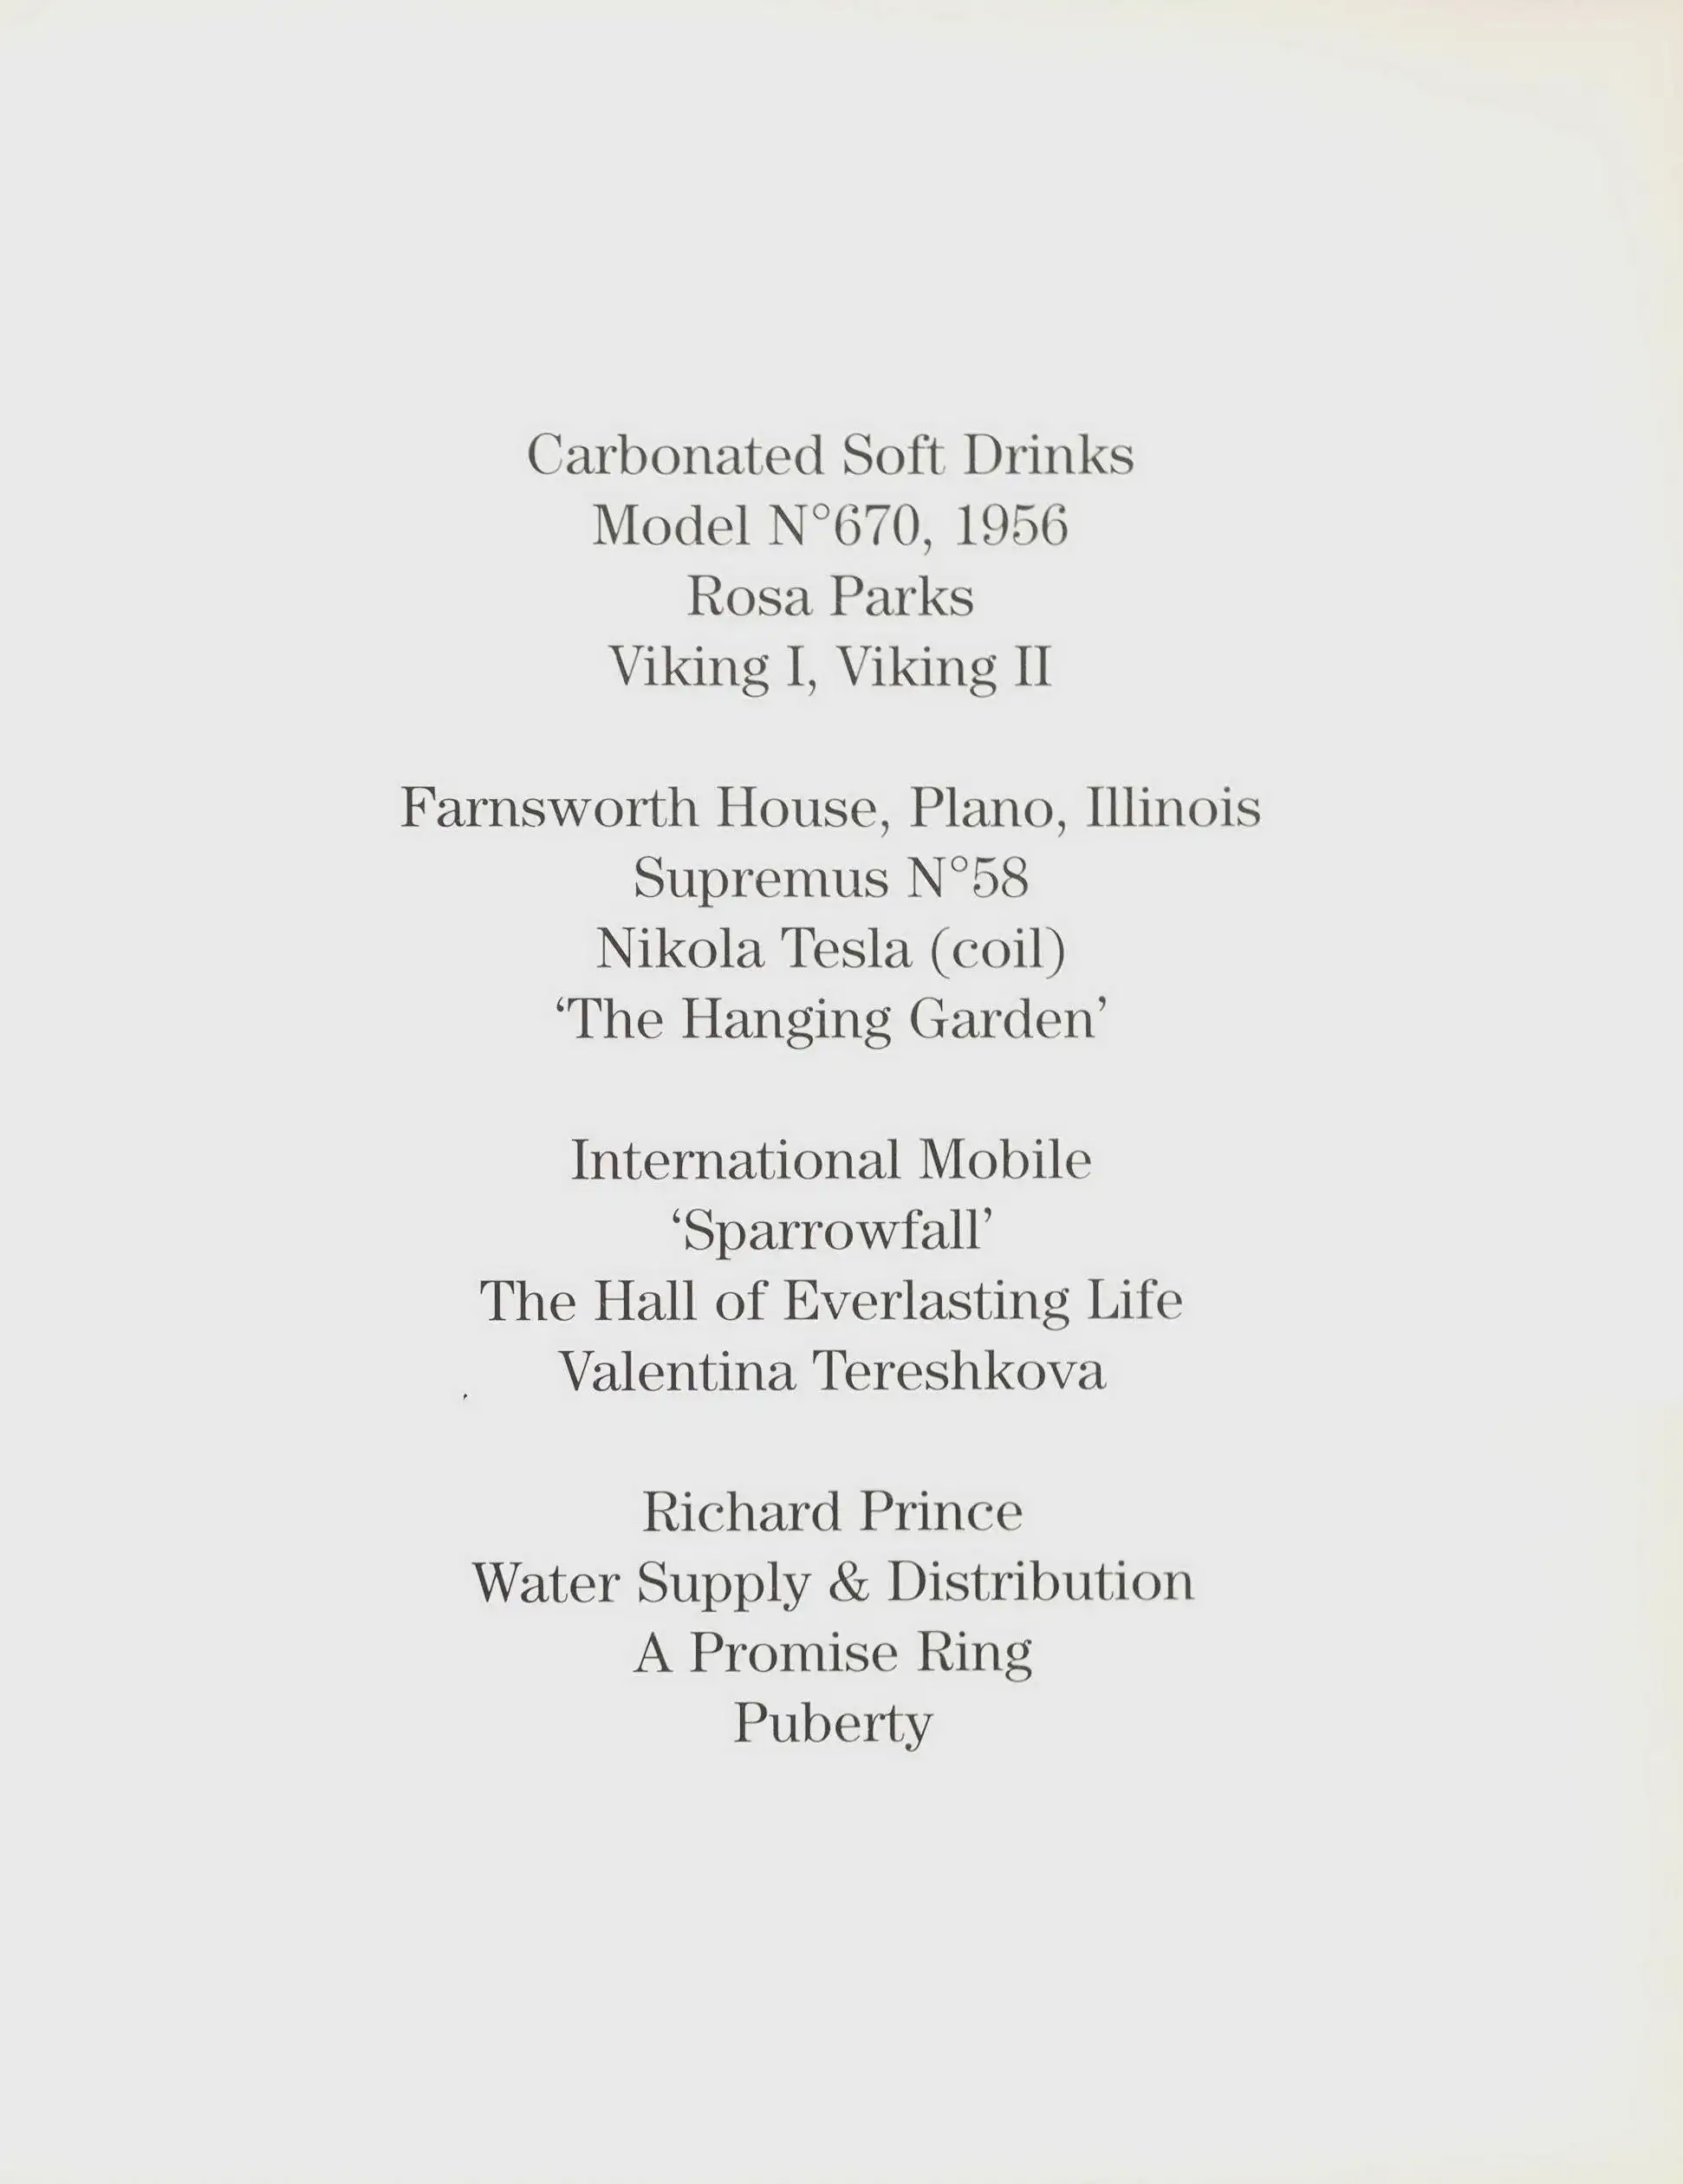 Carbonated Soft Drinks
Model N°670, 1956
Rosa Parks
Viking I, Viking II
Farnsworth House, Plano, Illinois
Supremus N°58
Nikola Tesla (coil)
‘The Hanging Garden’
International Mobile
‘Sparrowfall’
The Hall of Everlasting Life
Valentina Tereshkova
Richard Prince
Water Supply & Distribution
A Promise Ring
Puberty